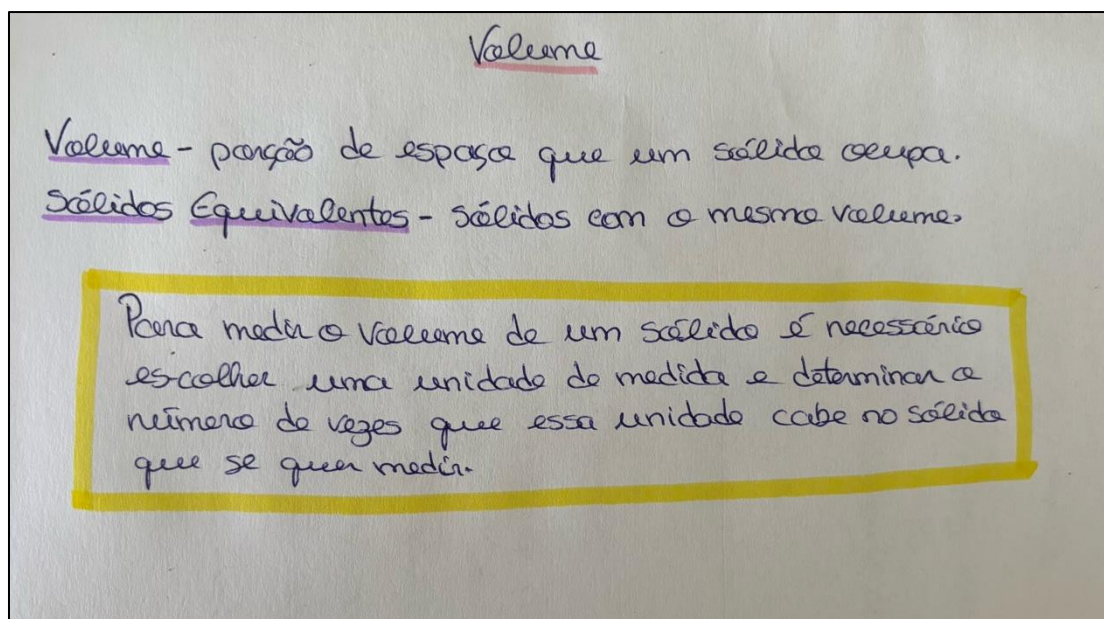 Volume
Volume - porção de espaço que um sólido ocupa.
Sólidos Equivalentes - sólidos com o mesmo volume.
Para medir o volume de um sólido é necessário
escolher uma unidade de medida e determinar o
número de vezes que essa unidade cabe no sólido
que se quer medir.